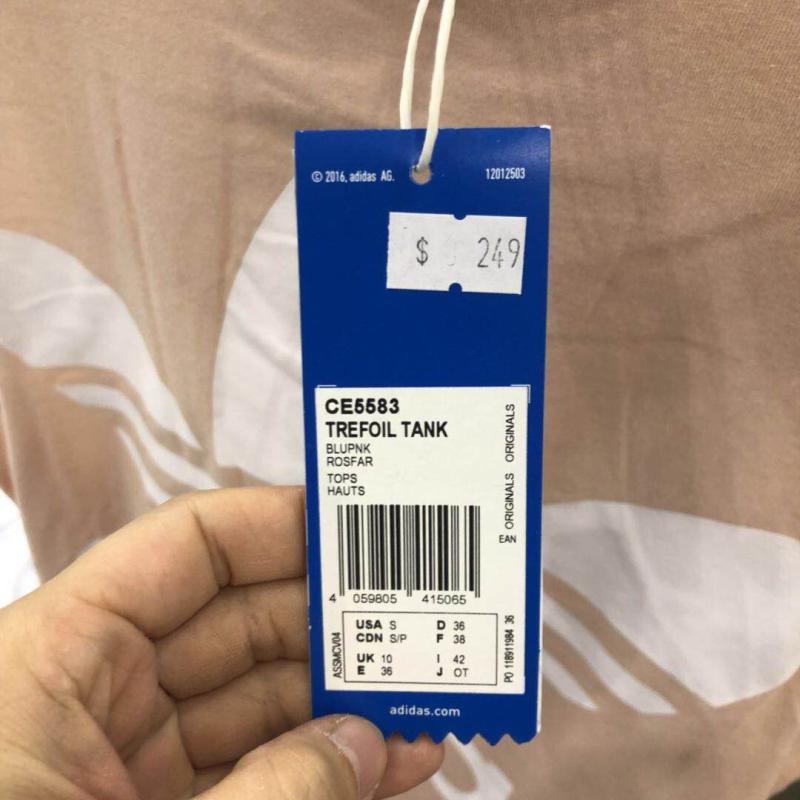 © 2016, adidas AG. 12012503
$ 249
CE5583
TREFOIL TANK
BLUPNK
ROSFAR
TOPS
HAUTS
ORIGINALS ORIGINALS
EAN
4 059805 415065
ASSMCV04
USA S D 36
CDN S/P F 38
UK 10 I 42
E 36 J OT
PO 118911984 36
adidas.com